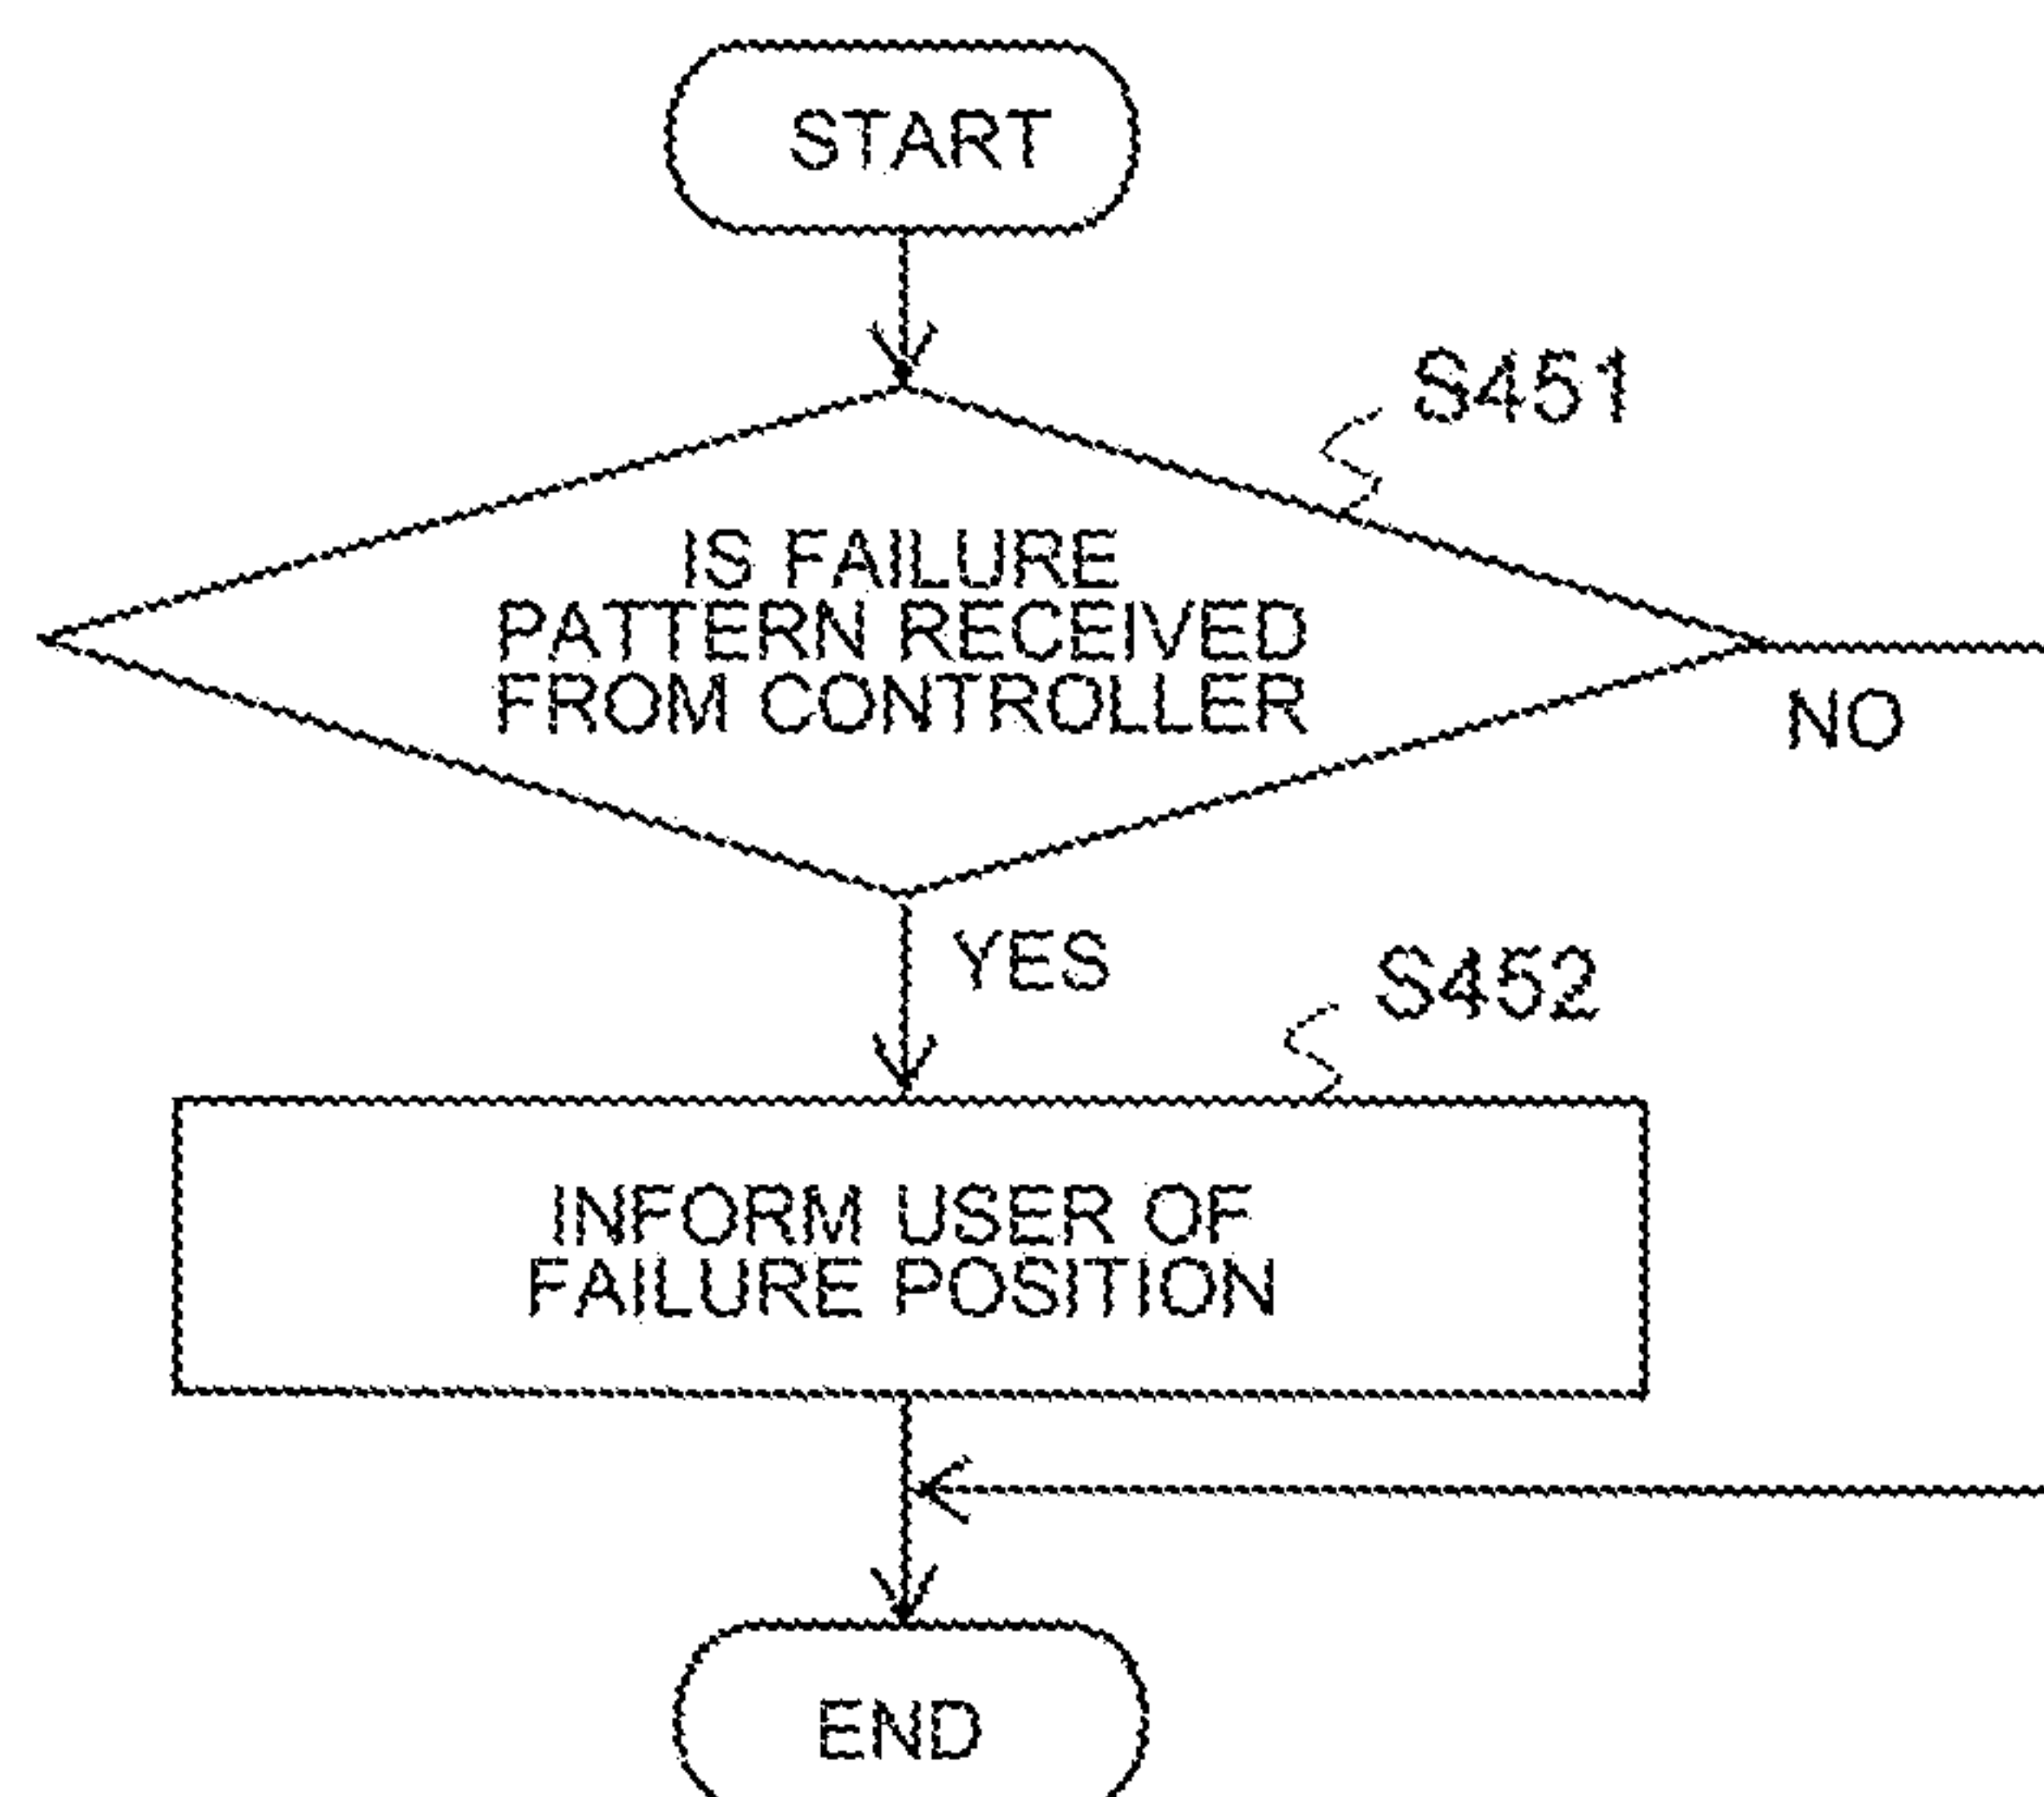 START
S451
IS FAILURE
PATTERN RECEIVED
FROM CONTROLLER
NO
YES
S452
INFORM USER OF
FAILURE POSITION
END